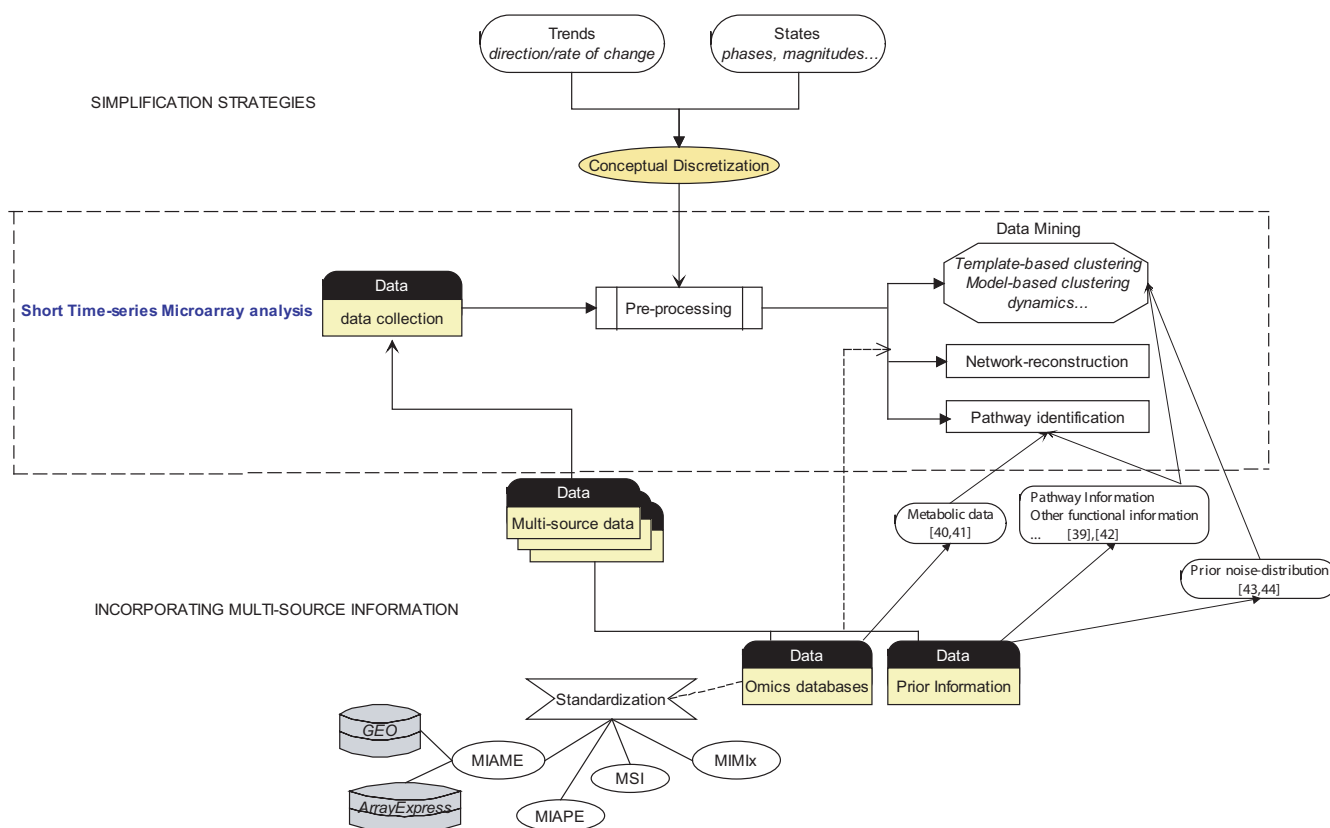 Trends
direction/rate of change
States
phases, magnitudes...
SIMPLIFICATION STRATEGIES
Conceptual Discretization
Data Mining
Template-based clustering
Model-based clustering
dynamics...
Short Time-series Microarray analysis
Data
data collection
Pre-processing
Network-reconstruction
Pathway identification
Data
Multi-source data
Metabolic data
[40,41]
Pathway Information
Other functional information
... [39],[42]
Prior noise-distribution
[43,44]
INCORPORATING MULTI-SOURCE INFORMATION
Data
Omics databases
Data
Prior Information
Standardization
GEO
MIAME
MIMIx
MSI
ArrayExpress
MIAPE